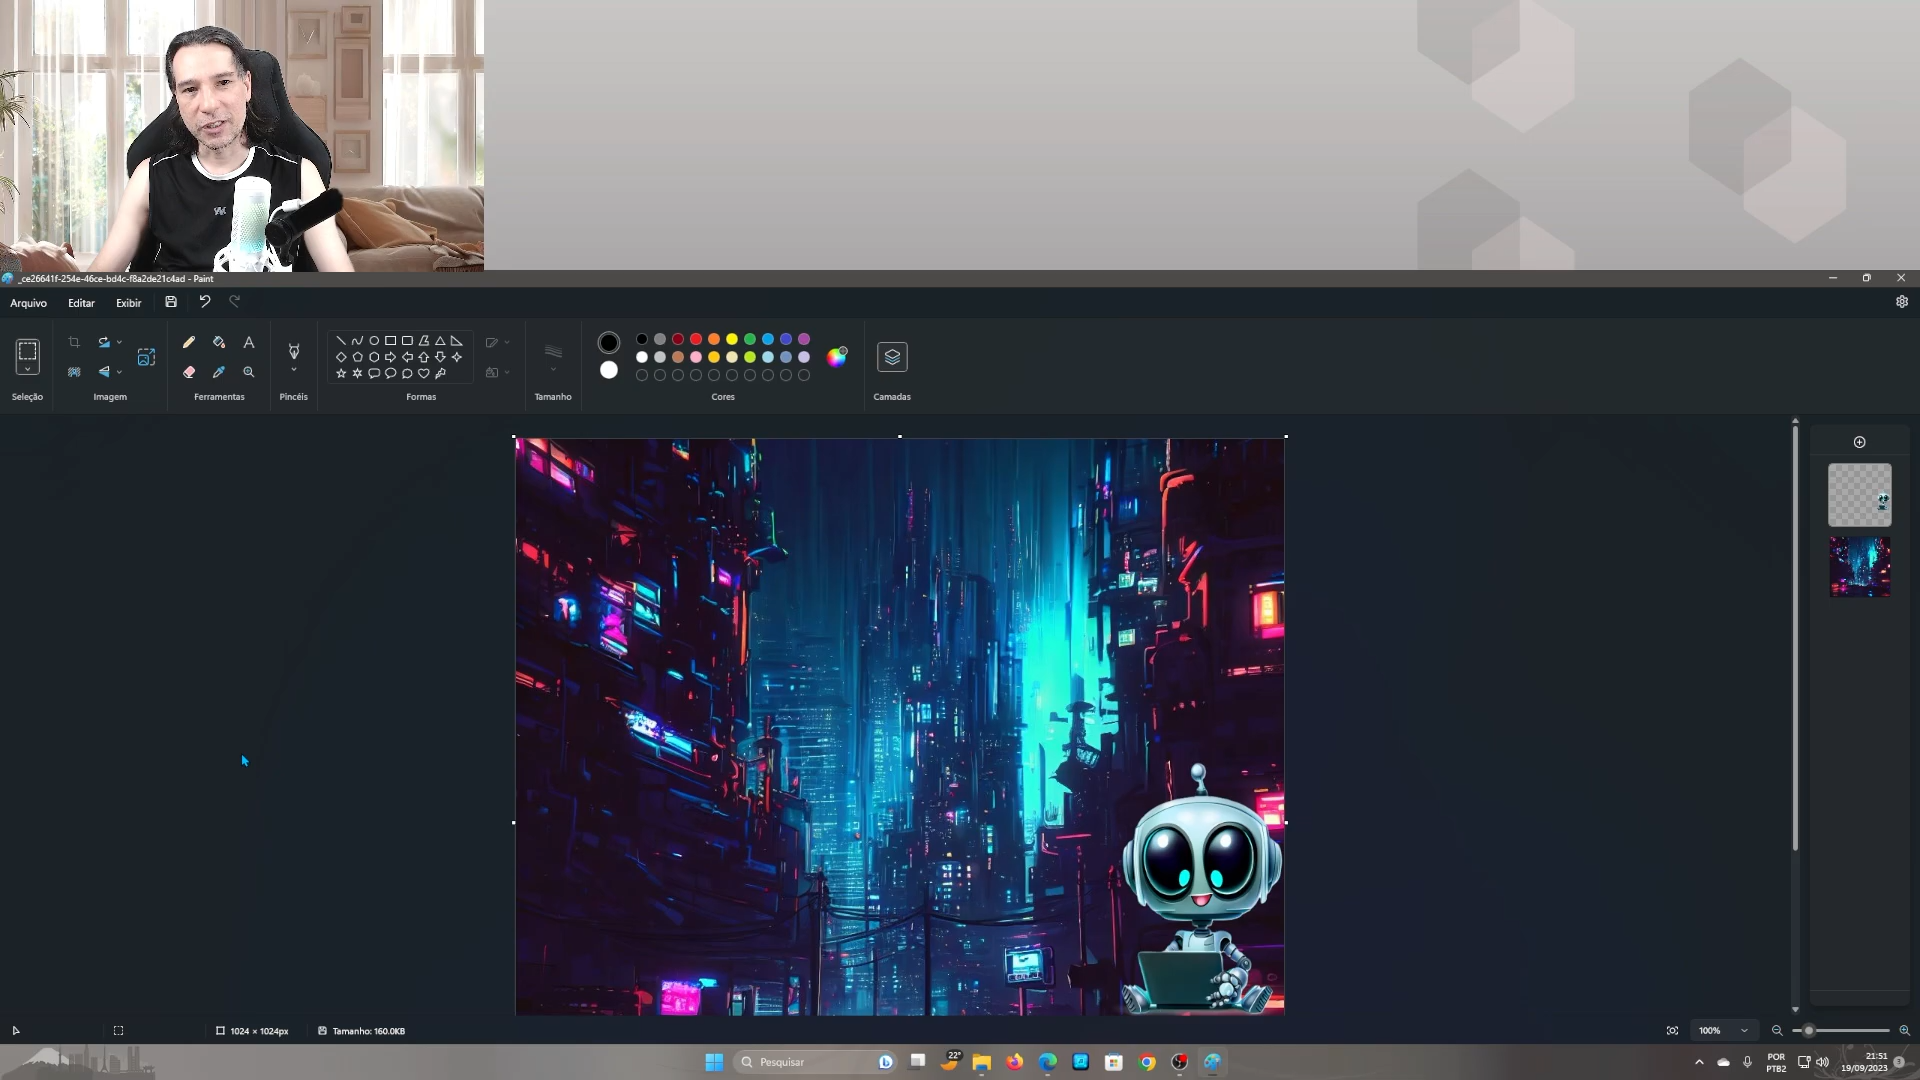 _ce26641f-254e-46ce-bd4c-f8a2de21c4ad - Paint
Arquivo Editar Exibir
Seleção Imagem Ferramentas Pincéis Formas Tamanho Cores Camadas
1024 × 1024px Tamanho: 160.0KB 100%
Pesquisar 22°
POR
PTB2
21:51
19/09/2023